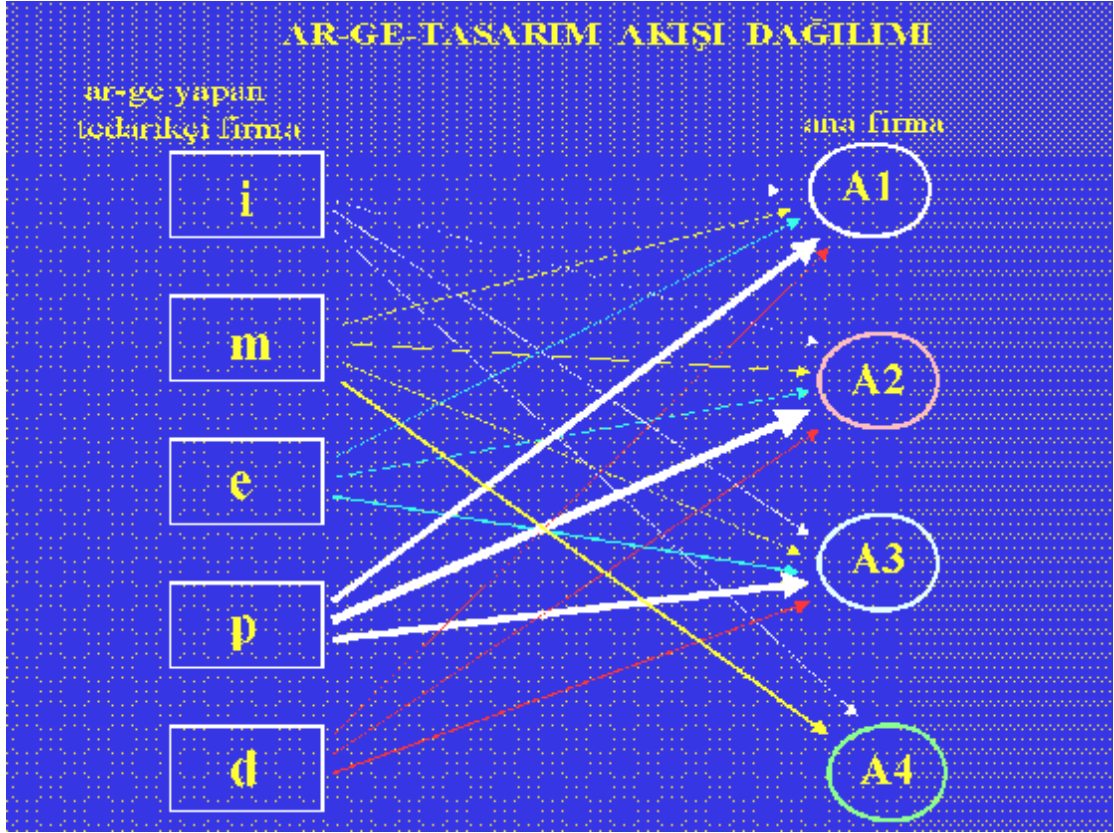 AR-GE-TASARIM AKIŞI DAĞILIMI
ar-ge yapan
tedarikçi firma
ana firma
i
A1
m
A2
e
A3
p
d
A4